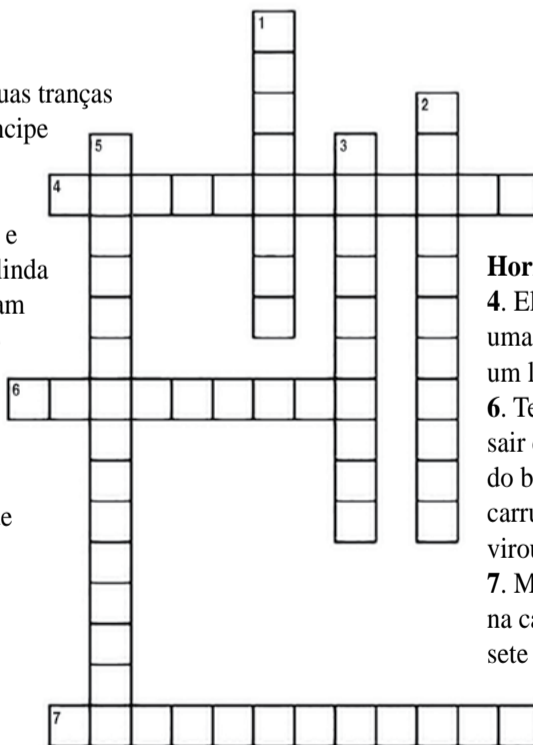 1
2
uas tranças
ncipe
5
3
4
e
linda
am
Hor
4. El
uma
um l
6
6. Te
sair
do b
carru
e
virou
7. M
na ca
sete
7